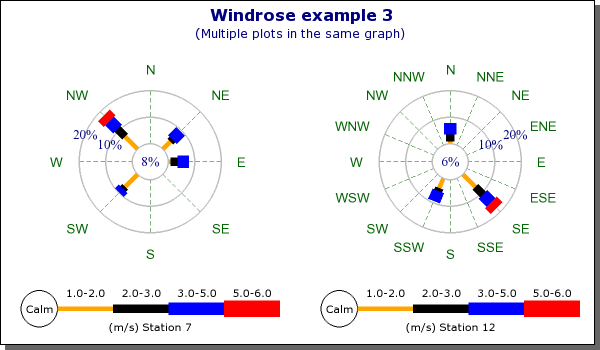 Windrose example 3
(Multiple plots in the same graph)
N
NW NE
20% 10%
W 8% E
SW SE
S
N
NNW NNE
NW NE
WNW ENE
10% 20%
W 6% E
WSW ESE
SW SE
SSW SSE
S
Calm 1.0-2.0 2.0-3.0 3.0-5.0 5.0-6.0
(m/s) Station 7
Calm 1.0-2.0 2.0-3.0 3.0-5.0 5.0-6.0
(m/s) Station 12